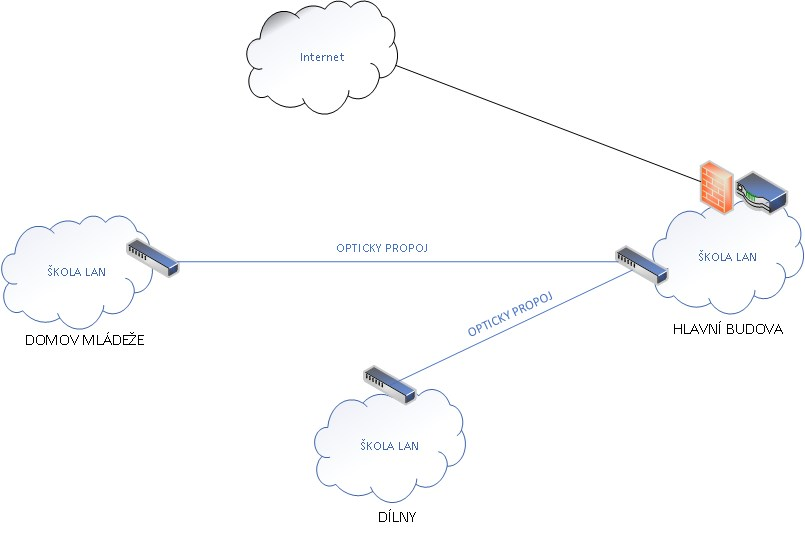 Internet
OPTICKY PROPOJ
ŠKOLA LAN
ŠKOLA LAN
OPTICKY PROPOJ
HLAVNÍ BUDOVA
DOMOV MLÁDEŽE
ŠKOLA LAN
DÍLNY